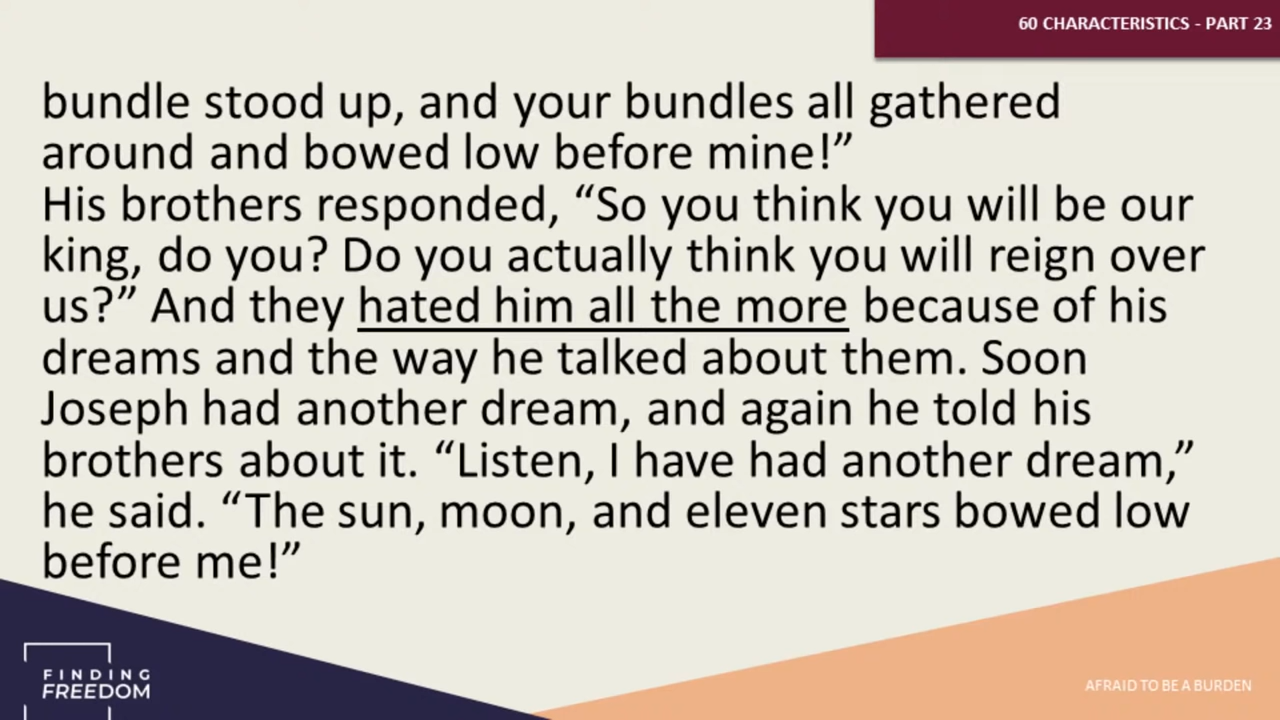 60 CHARACTERISTICS - PART 23
bundle stood up, and your bundles all gathered
around and bowed low before mine!”
His brothers responded, “So you think you will be our
king, do you? Do you actually think you will reign over
us?” And they hated him all the more because of his
dreams and the way he talked about them. Soon
Joseph had another dream, and again he told his
brothers about it. “Listen, I have had another dream,”
he said. “The sun, moon, and eleven stars bowed low
before me!”
FINDING
FREEDOM
AFRAID TO BE A BURDEN